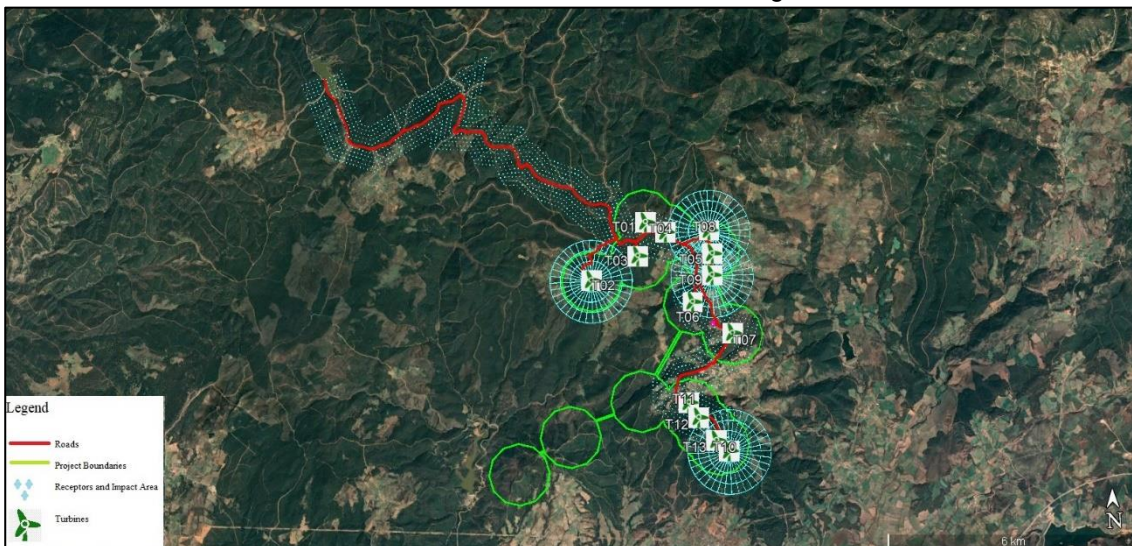 T01
T04
T08
T03
T05
T09
T02
T06
T07
T11
T12
T13
T10
Legend
Roads
Project Boundaries
Receptors and Impact Area
Turbines
N
6 km